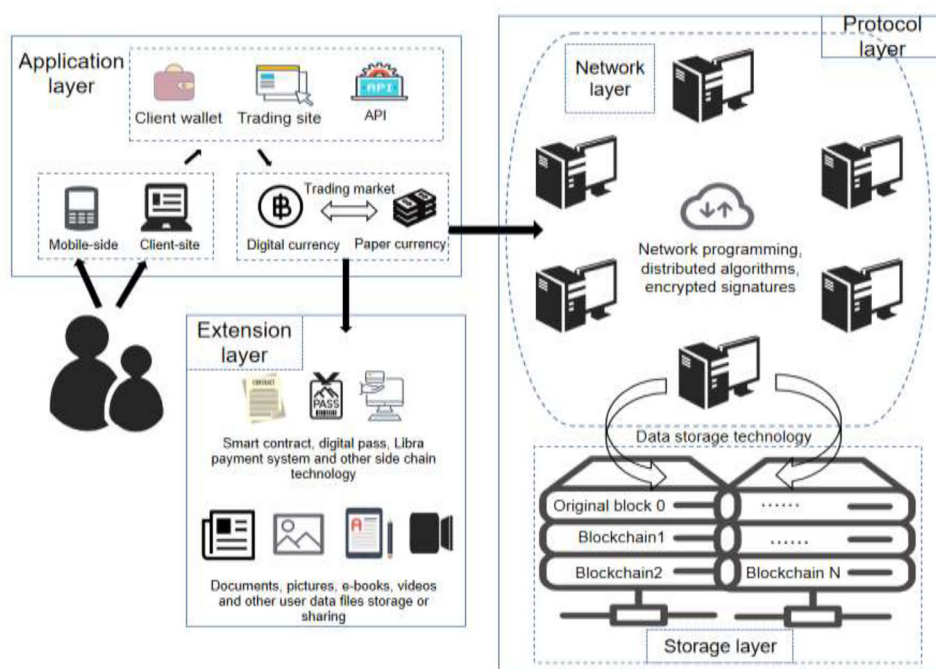 Application
layer
Client wallet
Trading site
API
API
Mobile-side
Client-site
Trading market
Digital currency
Paper currency
Extension
layer
CONTRACT
PASS
Smart contract, digital pass, Libra
payment system and other side chain
technology
A
Documents, pictures, e-books, videos
and other user data files storage or
sharing
Protocol
layer
Network
layer
Network programming,
distributed algorithms,
encrypted signatures
Data storage technology
Original block 0
......
Blockchain1
......
Blockchain2
Blockchain N
Storage layer